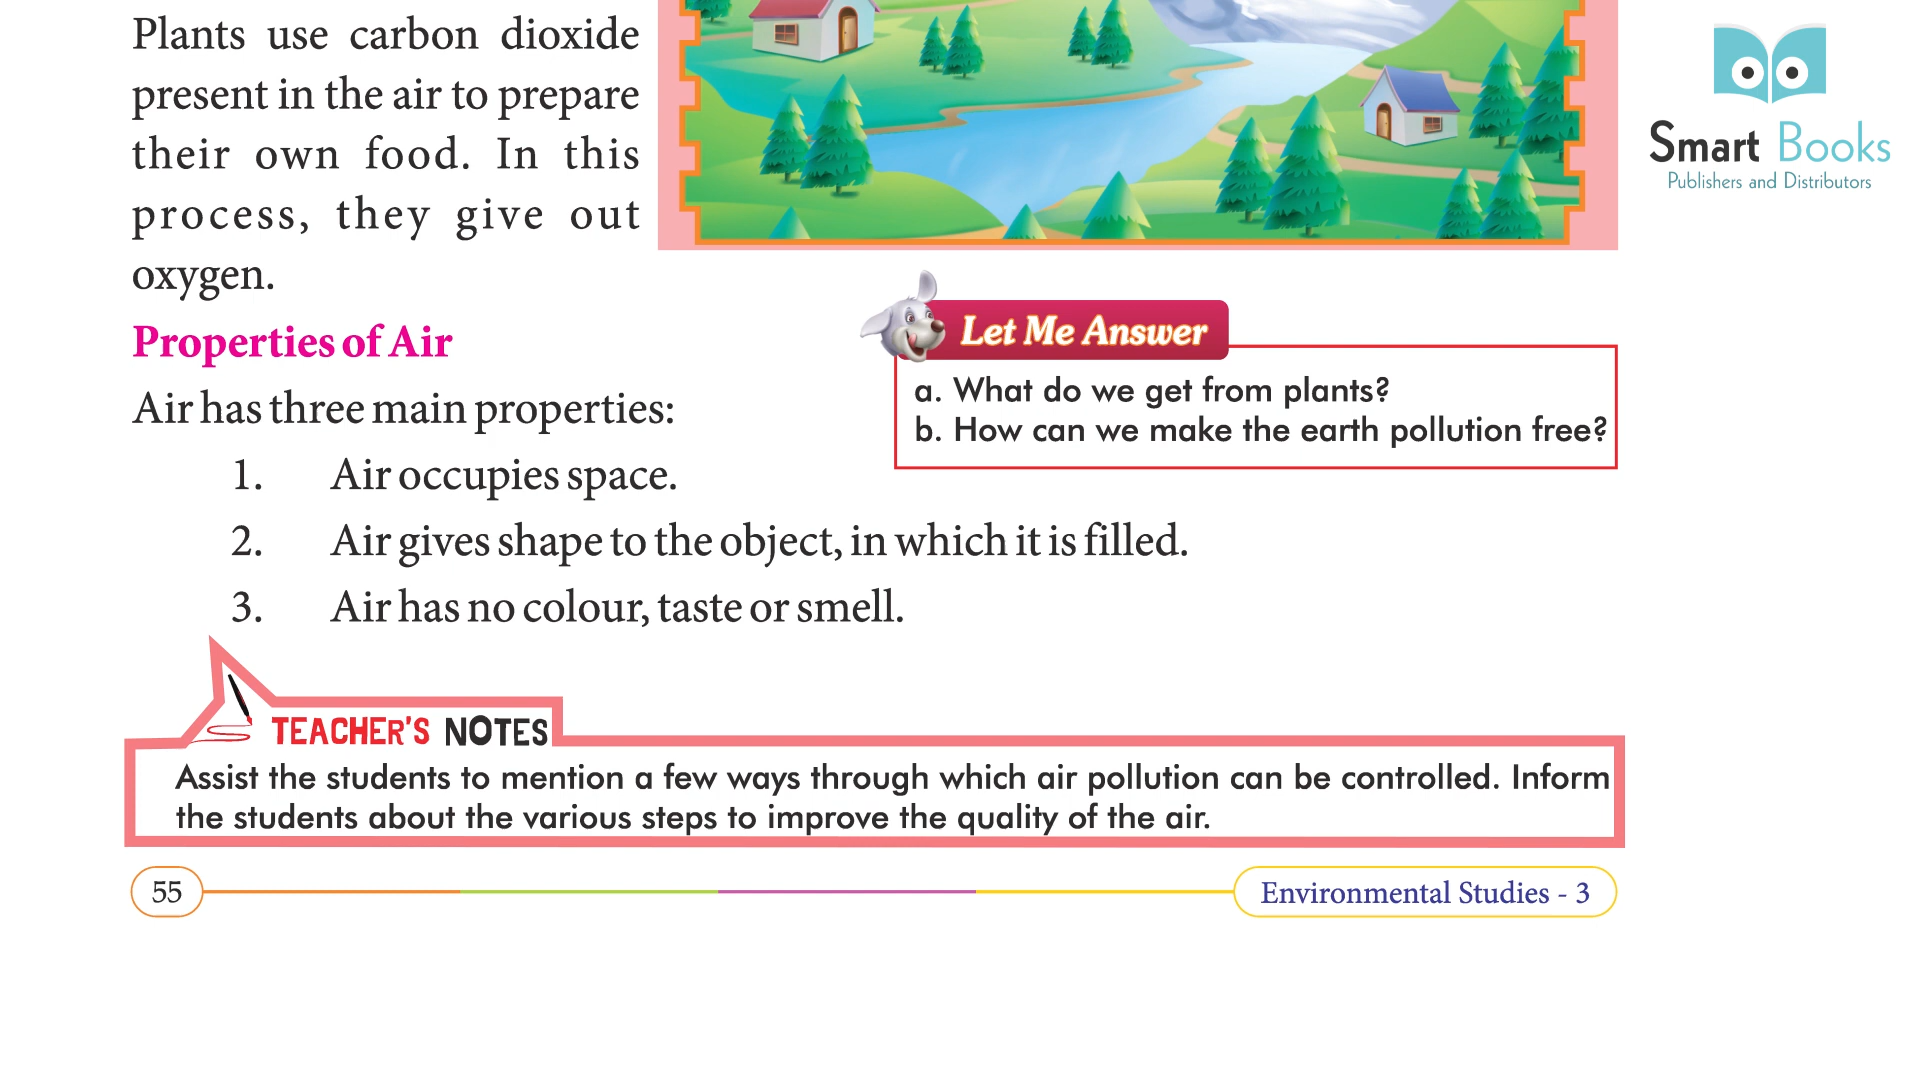 Plants use carbon dioxide
present in the air to prepare
their own food. In this
process, they give out
oxygen.
Properties of Air
Air has three main properties:
1. Air occupies space.
2. Air gives shape to the object, in which it is filled.
3. Air has no colour, taste or smell.
Let Me Answer
a. What do we get from plants?
b. How can we make the earth pollution free?
TEACHER'S NOTES
Assist the students to mention a few ways through which air pollution can be controlled. Inform
the students about the various steps to improve the quality of the air.
55
Environmental Studies - 3
Smart Books
Publishers and Distributors